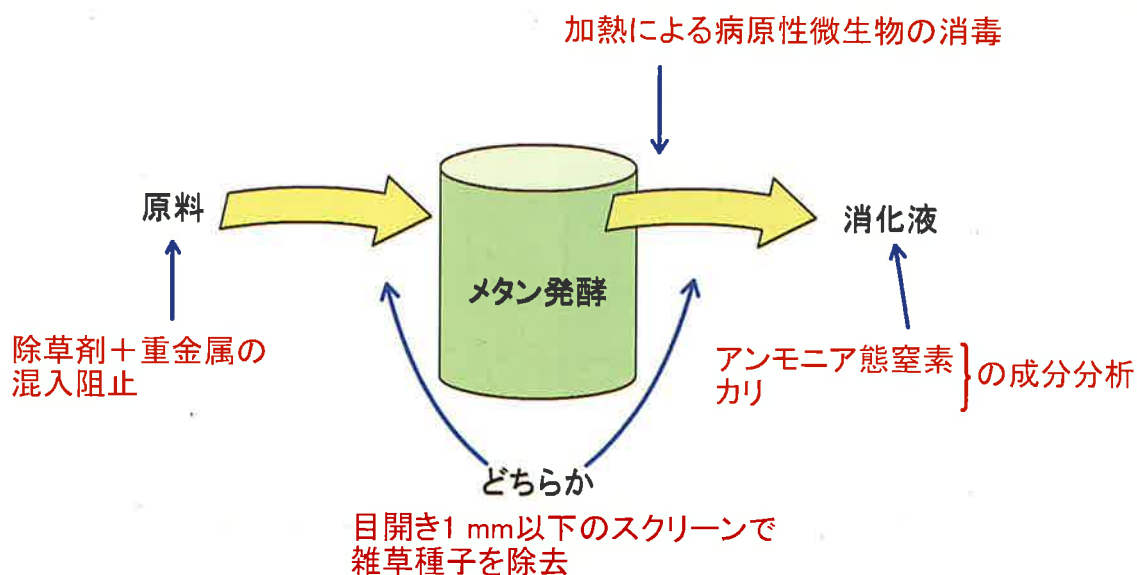 加熱による病原性微生物の消毒
原料
消化液
メタン発酵
除草剤＋重金属の
混入阻止
アンモニア態窒素
カリ
}の成分分析
どちらか
目開き1 mm以下のスクリーンで
雑草種子を除去